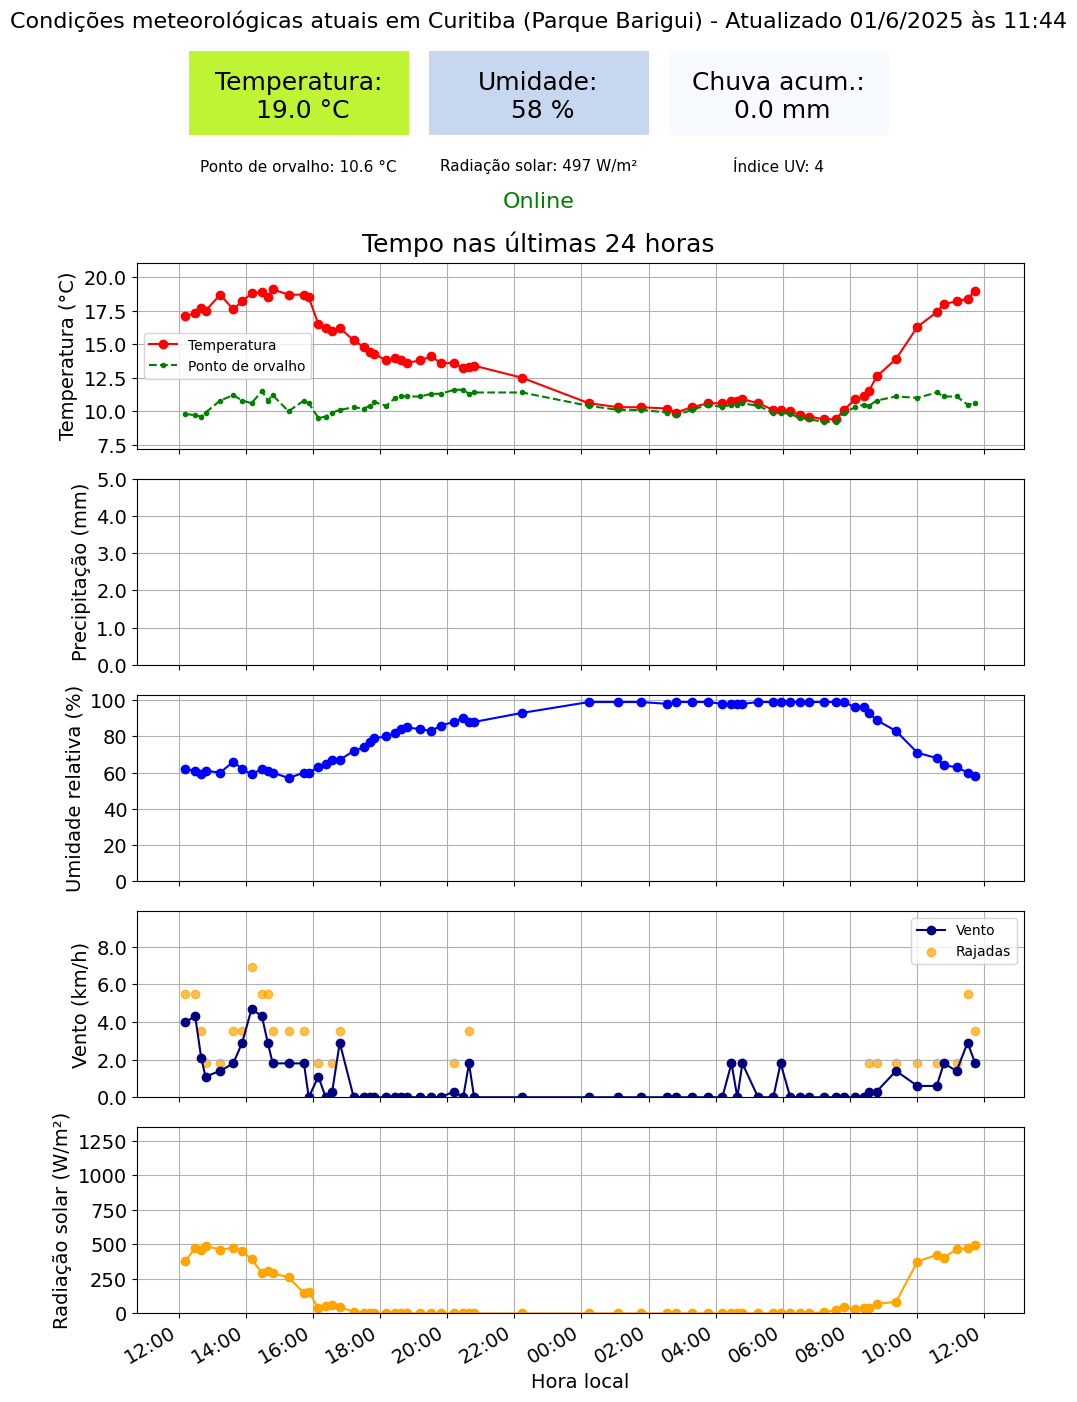 Condições meteorológicas atuais em Curitiba (Parque Barigui) - Atualizado 01/6/2025 às 11:44
Temperatura:
19.0 °C
Umidade:
58 %
Chuva acum.:
0.0 mm
Ponto de orvalho: 10.6 °C
Radiação solar: 497 W/m²
Índice UV: 4
Online
Tempo nas últimas 24 horas
Temperatura (°C)
20.0
17.5
15.0
12.5
10.0
7.5
Temperatura
Ponto de orvalho
Precipitação (mm)
5.0
4.0
3.0
2.0
1.0
0.0
Umidade relativa (%)
100
80
60
40
20
0
Vento (km/h)
8.0
6.0
4.0
2.0
0.0
Vento
Rajadas
Radiação solar (W/m²)
1250
1000
750
500
250
0
12:00
14:00
16:00
18:00
20:00
22:00
00:00
02:00
04:00
06:00
08:00
10:00
12:00
Hora local